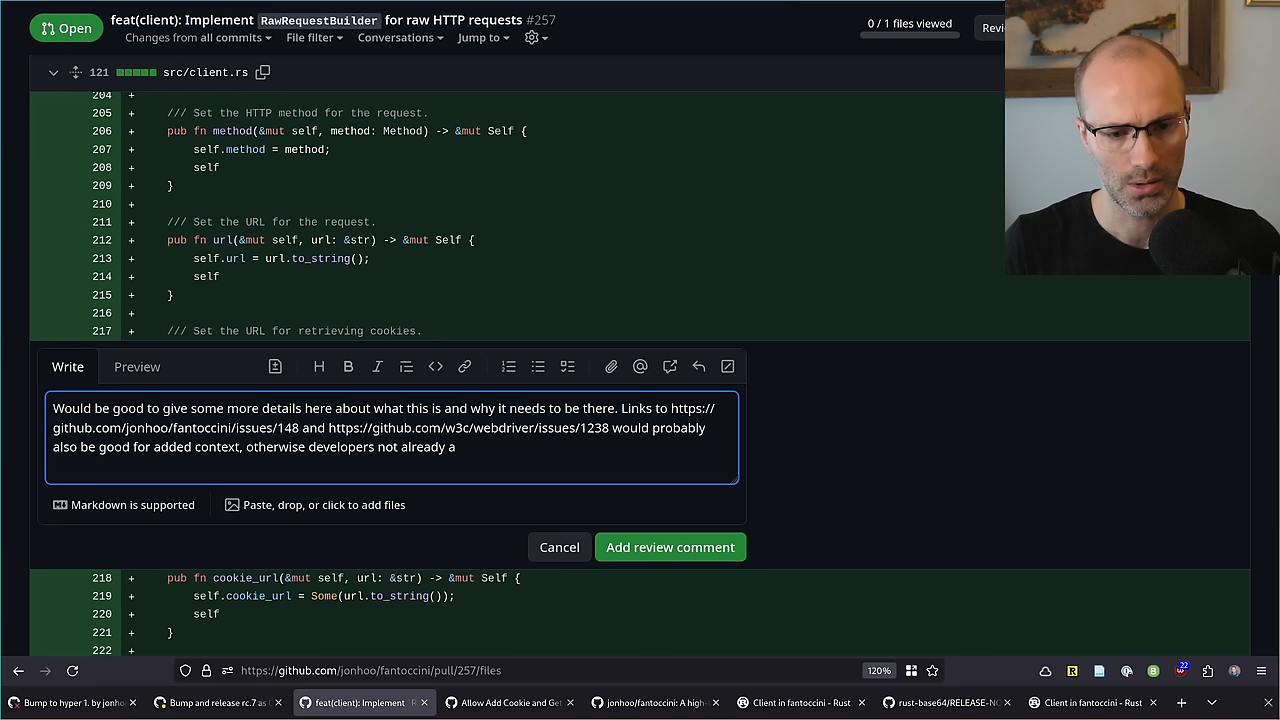 Open
feat(client): Implement RawRequestBuilder for raw HTTP requests #257
Changes from all commits File filter Conversations Jump to
0 / 1 files viewed
121 src/client.rs
204 +
205 + /// Set the HTTP method for the request.
206 + pub fn method(&mut self, method: Method) -> &mut Self {
207 + self.method = method;
208 + self
209 + }
210 +
211 + /// Set the URL for the request.
212 + pub fn url(&mut self, url: &str) -> &mut Self {
213 + self.url = url.to_string();
214 + self
215 + }
216 +
217 + /// Set the URL for retrieving cookies.
Write Preview
Would be good to give some more details here about what this is and why it needs to be there. Links to https://
github.com/jonhoo/fantoccini/issues/148 and https://github.com/w3c/webdriver/issues/1238 would probably
also be good for added context, otherwise developers not already a
Markdown is supported Paste, drop, or click to add files
Cancel Add review comment
218 + pub fn cookie_url(&mut self, url: &str) -> &mut Self {
219 + self.cookie_url = Some(url.to_string());
220 + self
221 + }
222 +
https://github.com/jonhoo/fantoccini/pull/257/files 120% 22
Bump to hyper 1. by jonho Bump and release rc.7 as feat(client): Implement Allow Add Cookie and Get jonhoo/fantoccini: A high- Client in fantoccini - Rust rust-base64/RELEASE-NO Client in fantoccini - Rust